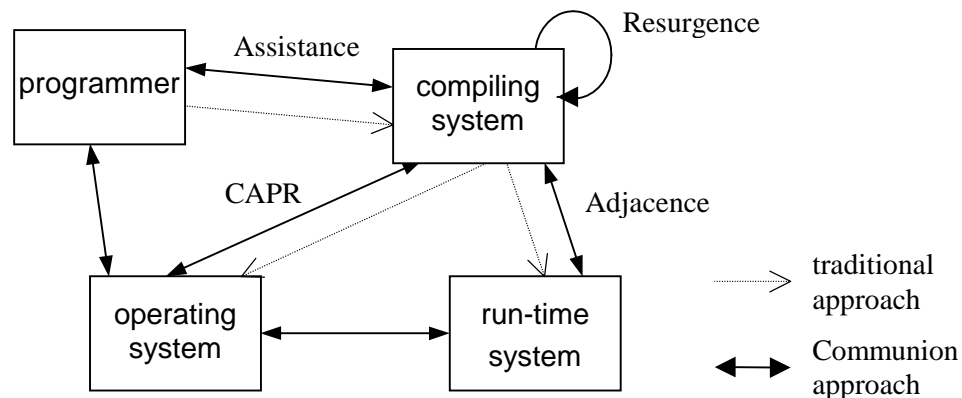 Resurgence
Assistance
programmer
compiling
system
CAPR
Adjacence
operating
system
run-time
system
traditional
approach
Communion
approach